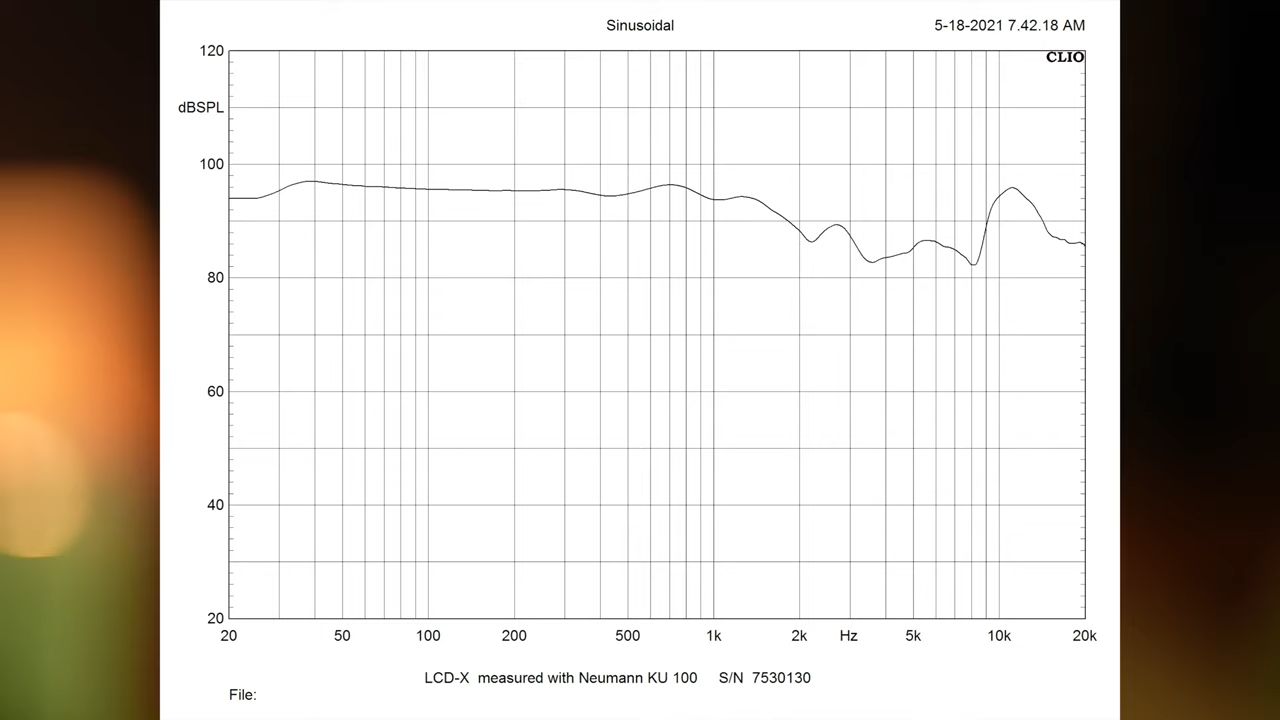 Sinusoidal 5-18-2021 7.42.18 AM
120 CLIO
dBSPL
100
80
60
40
20
20 50 100 200 500 1k 2k Hz 5k 10k 20k
LCD-X measured with Neumann KU 100 S/N 7530130
File: